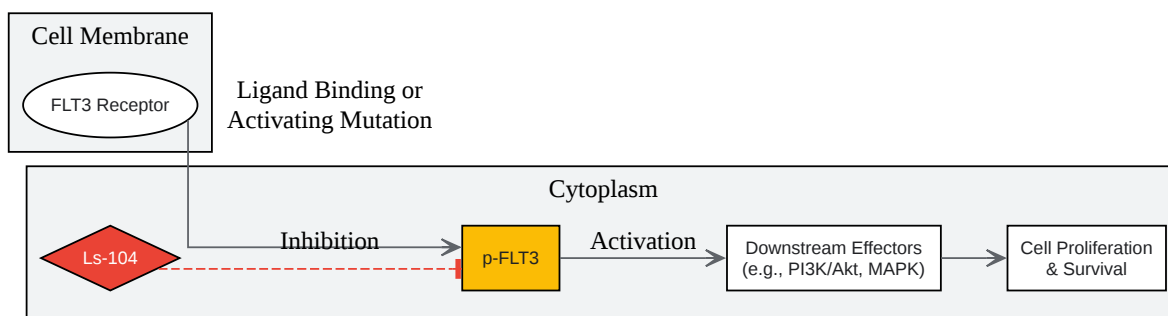 Cell Membrane
FLT3 Receptor
Ligand Binding or
Activating Mutation
Cytoplasm
Ls-104
Inhibition
p-FLT3
Activation
Downstream Effectors
(e.g., PI3K/Akt, MAPK)
Cell Proliferation
& Survival